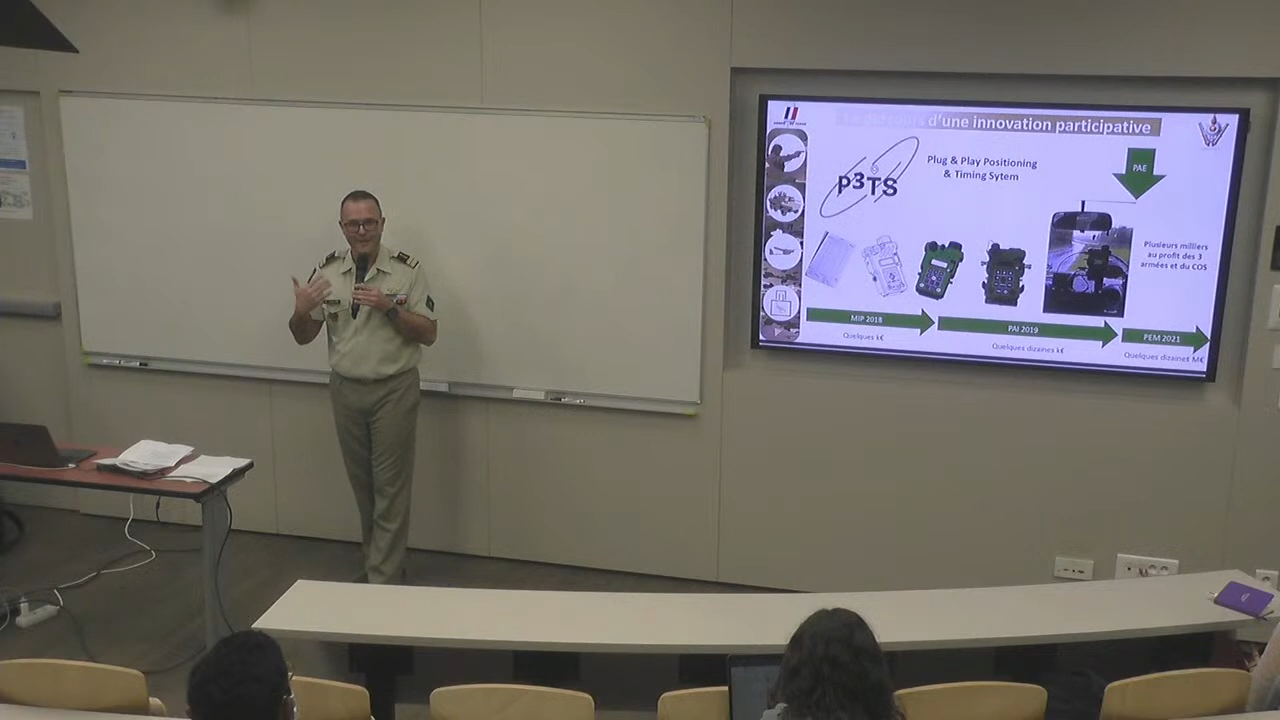 d'une innovation participative
p3TS
Plug & Play Positioning
& Timing Sytem
PAE
Plusieurs milliers
au profit des 3
armées et du COS
MIP 2018
PAI 2019
PEM 2021
Quelques k€
Quelques dizaines k€
Quelques dizaines M€